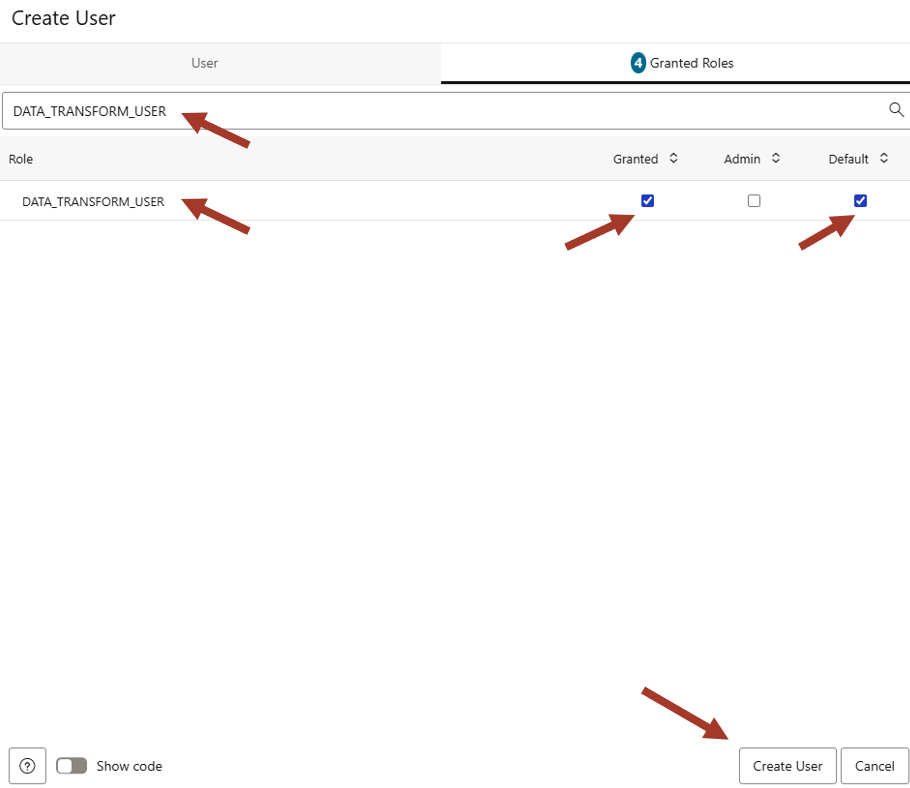 Create User
User
4 Granted Roles
DATA_TRANSFORM_USER
Role Granted Admin Default
DATA_TRANSFORM_USER
? Show code Create User Cancel